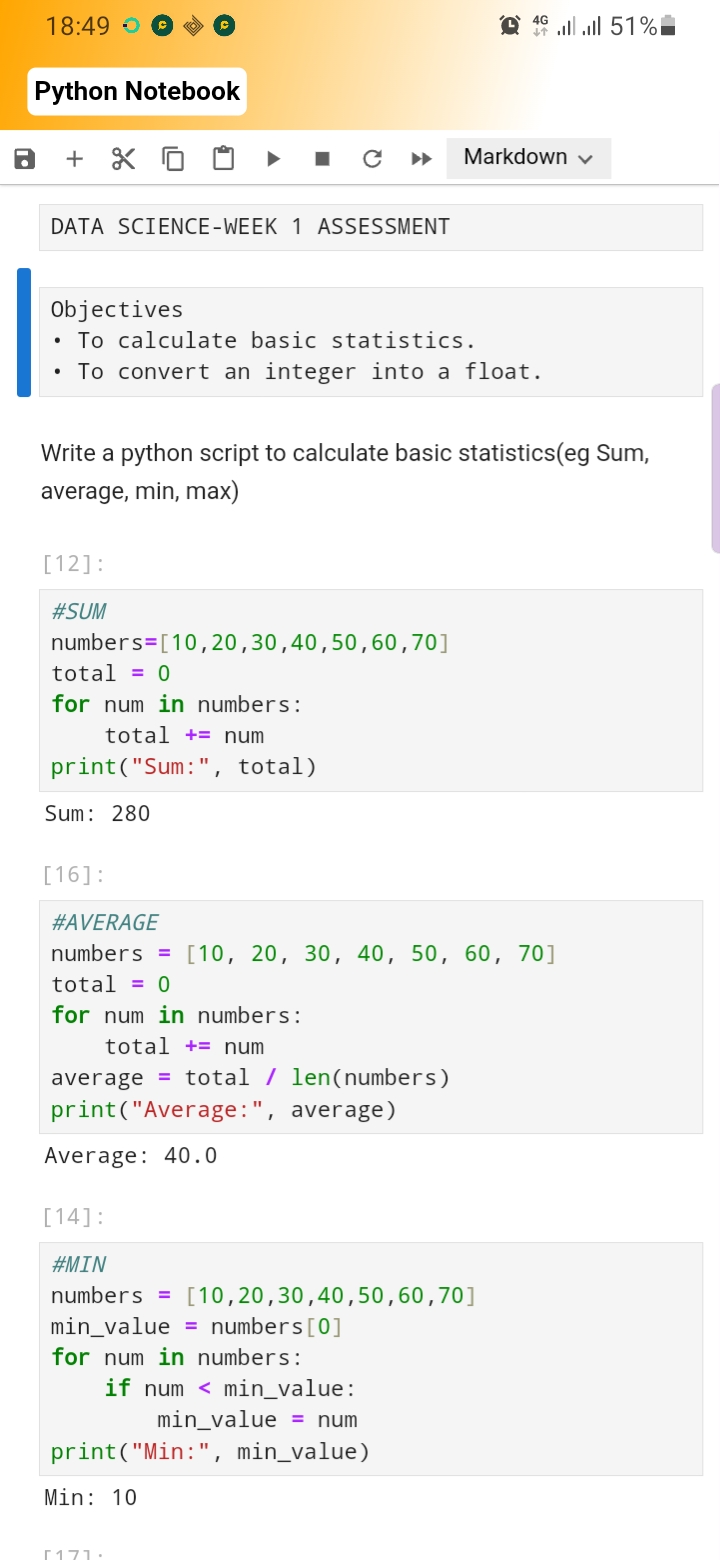 18:49 4G 51%
Python Notebook
Markdown
DATA SCIENCE-WEEK 1 ASSESSMENT
Objectives
• To calculate basic statistics.
• To convert an integer into a float.
Write a python script to calculate basic statistics(eg Sum,
average, min, max)
[12]:
#SUM
numbers=[10,20,30,40,50,60,70]
total = 0
for num in numbers:
    total += num
print("Sum:", total)
Sum: 280
[16]:
#AVERAGE
numbers = [10, 20, 30, 40, 50, 60, 70]
total = 0
for num in numbers:
    total += num
average = total / len(numbers)
print("Average:", average)
Average: 40.0
[14]:
#MIN
numbers = [10,20,30,40,50,60,70]
min_value = numbers[0]
for num in numbers:
    if num < min_value:
        min_value = num
print("Min:", min_value)
Min: 10
[17]: